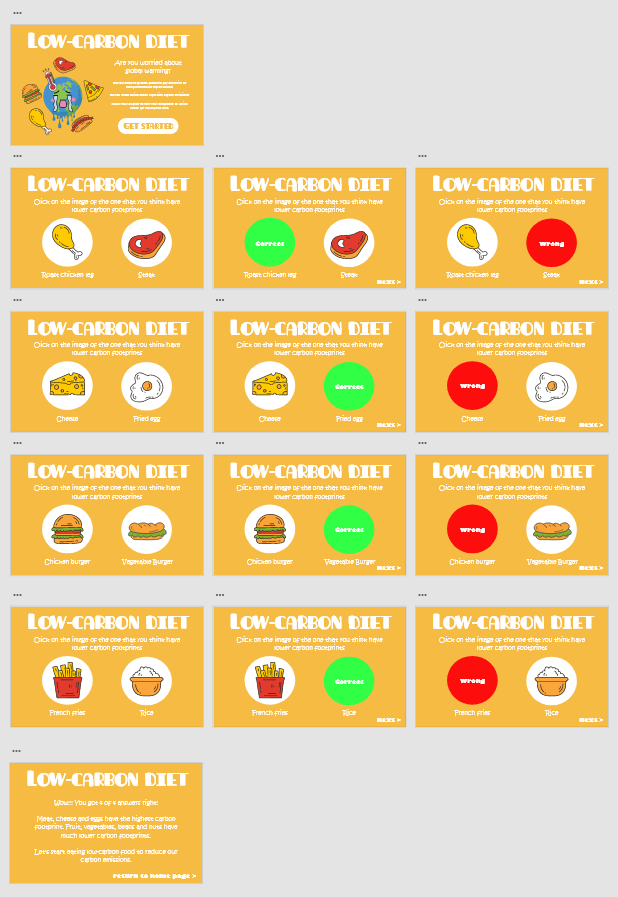 LOW-CARBON DIET
Are you worried about
global warming?
GET STARTED
LOW-CARBON DIET
Click on the image of the one that you think have
lower carbon footprints
Roast chicken leg
Steak
LOW-CARBON DIET
Click on the image of the one that you think have
lower carbon footprints
Correct
Roast chicken leg
Steak
next >
LOW-CARBON DIET
Click on the image of the one that you think have
lower carbon footprints
Wrong
Roast chicken leg
Steak
next >
LOW-CARBON DIET
Click on the image of the one that you think have
lower carbon footprints
Cheese
Fried egg
LOW-CARBON DIET
Click on the image of the one that you think have
lower carbon footprints
Correct
Cheese
Fried egg
next >
LOW-CARBON DIET
Click on the image of the one that you think have
lower carbon footprints
Wrong
Cheese
Fried egg
next >
LOW-CARBON DIET
Click on the image of the one that you think have
lower carbon footprints
Chicken burger
Vegetable Burger
LOW-CARBON DIET
Click on the image of the one that you think have
lower carbon footprints
Correct
Chicken burger
Vegetable Burger
next >
LOW-CARBON DIET
Click on the image of the one that you think have
lower carbon footprints
Wrong
Chicken burger
Vegetable Burger
next >
LOW-CARBON DIET
Click on the image of the one that you think have
lower carbon footprints
French fries
Rice
LOW-CARBON DIET
Click on the image of the one that you think have
lower carbon footprints
Correct
French fries
Rice
next >
LOW-CARBON DIET
Click on the image of the one that you think have
lower carbon footprints
Wrong
French fries
Rice
next >
LOW-CARBON DIET
Wow!! You got 4 of 4 answers right!
Meat, cheese and eggs have the highest carbon
footprint. Fruit, vegetables, beans and nuts have
much lower carbon footprints.
Let's start eating low-carbon food to reduce our
carbon emissions.
return to home page >